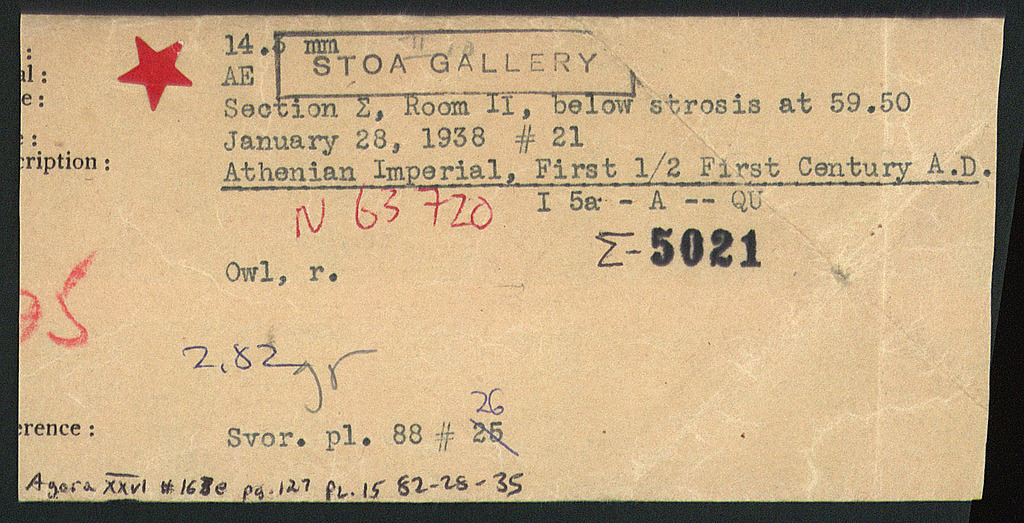 14. mm
STOA GALLERY
al : AE
e : Section Σ, Room II, below strosis at 59.50
: January 28, 1938 # 21
cription :
Athenian Imperial, First 1/2 First Century A.D.
I 5a - A -- QU
N 63 720
Σ-5021
Owl, r.
5
2.82 gr
26
erence : Svor. pl. 88 # 25
Agora XXVI # e pg. 127 PL. 15 82-28-35